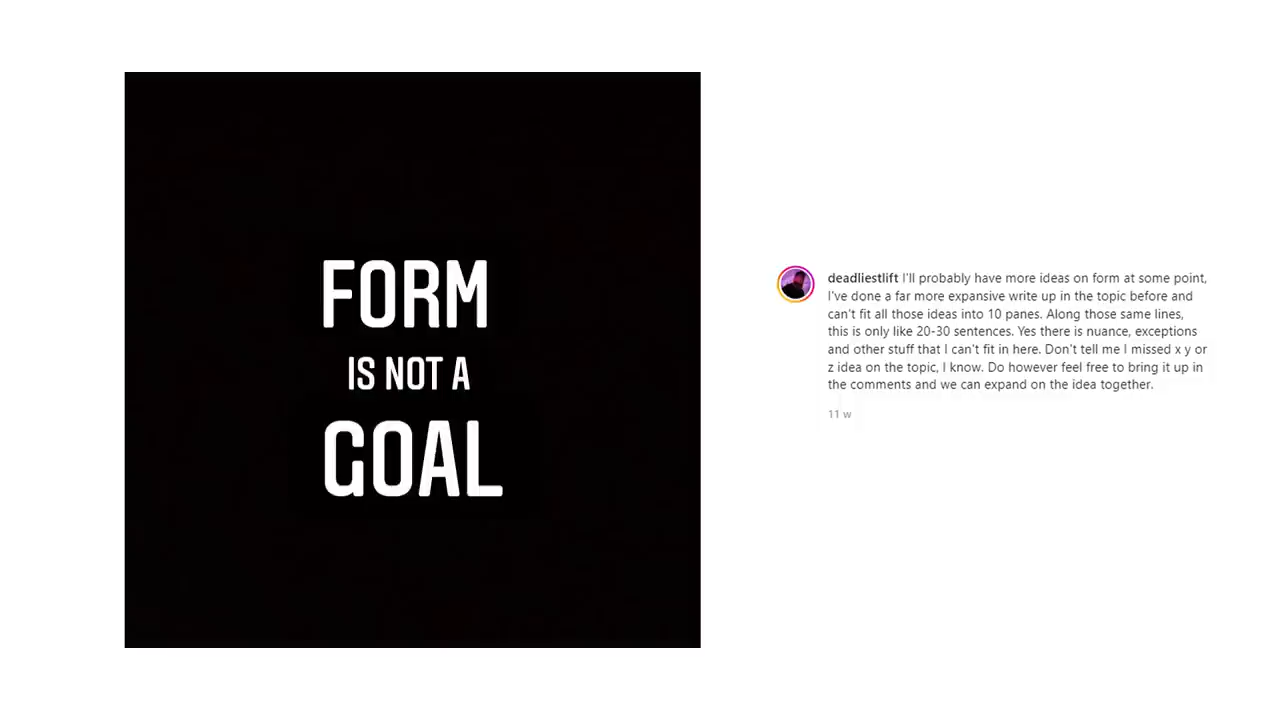 FORM
IS NOT A
GOAL
deadliestlift I'll probably have more ideas on form at some point,
I've done a far more expansive write up in the topic before and
can't fit all those ideas into 10 panes. Along those same lines,
this is only like 20-30 sentences. Yes there is nuance, exceptions
and other stuff that I can't fit in here. Don't tell me I missed x y or
z idea on the topic, I know. Do however feel free to bring it up in
the comments and we can expand on the idea together.
11 w